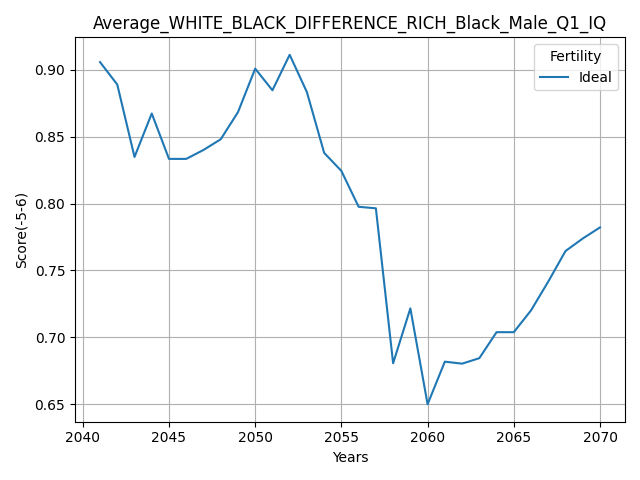 Average_WHITE_BLACK_DIFFERENCE_RICH_Black_Male_Q1_IQ
Fertility
Ideal
0.90
0.85
0.80
0.75
0.70
0.65
Score(-5-6)
2040 2045 2050 2055 2060 2065 2070
Years